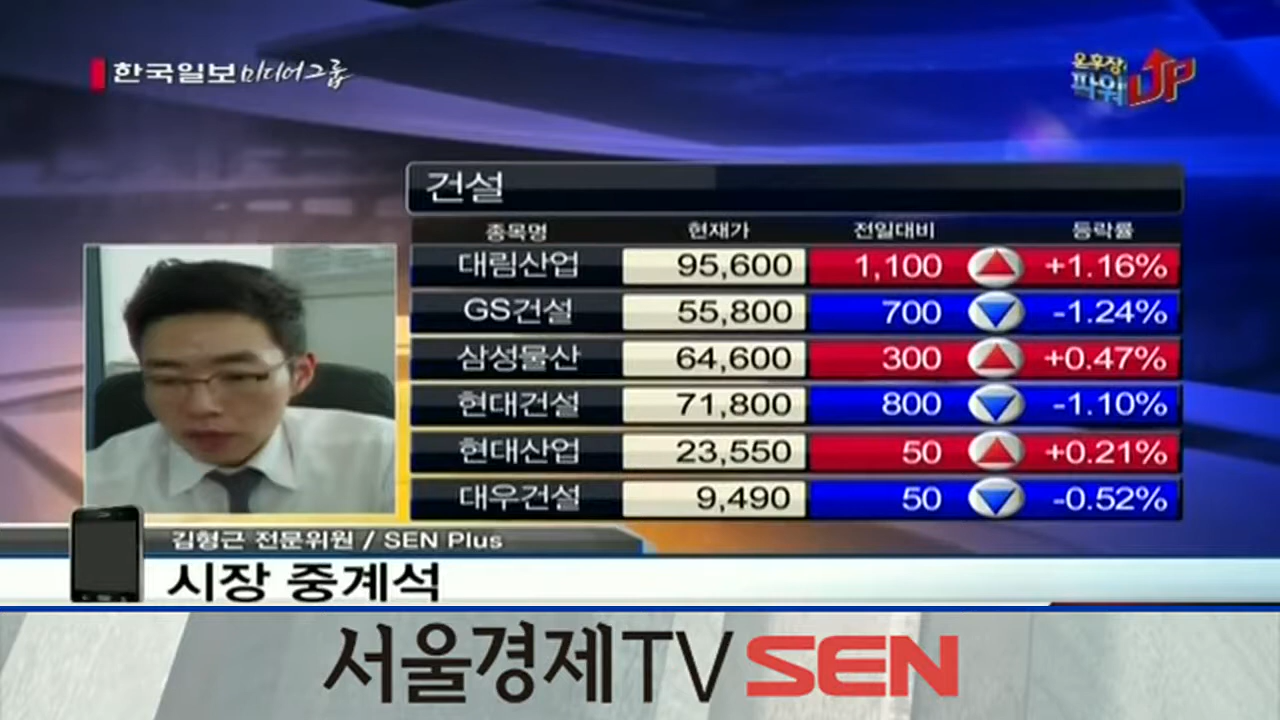 한국일보 미디어그룹
오후장
파워 UP
건설
종목명 현재가 전일대비 등락률
대림산업 95,600 1,100 +1.16%
GS건설 55,800 700 -1.24%
삼성물산 64,600 300 +0.47%
현대건설 71,800 800 -1.10%
현대산업 23,550 50 +0.21%
대우건설 9,490 50 -0.52%
김형근 전문위원 / SEN Plus
시장 중계석
서울경제TV SEN